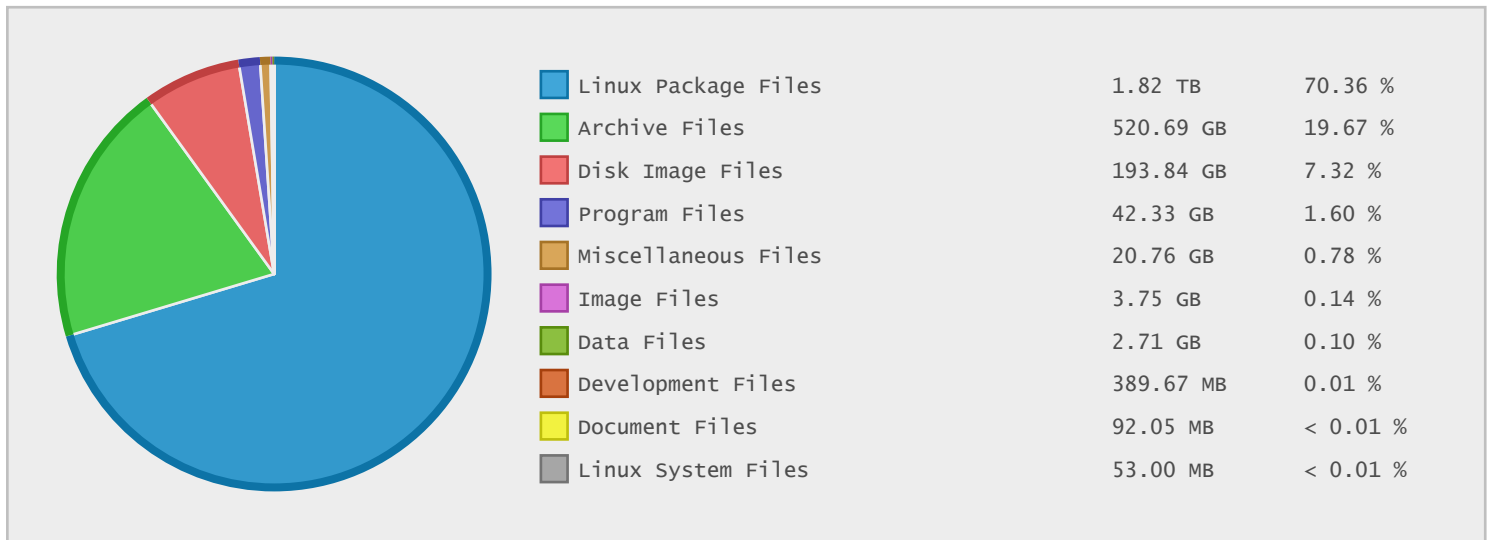 Linux Package Files 1.82 TB 70.36 %
Archive Files 520.69 GB 19.67 %
Disk Image Files 193.84 GB 7.32 %
Program Files 42.33 GB 1.60 %
Miscellaneous Files 20.76 GB 0.78 %
Image Files 3.75 GB 0.14 %
Data Files 2.71 GB 0.10 %
Development Files 389.67 MB 0.01 %
Document Files 92.05 MB < 0.01 %
Linux System Files 53.00 MB < 0.01 %